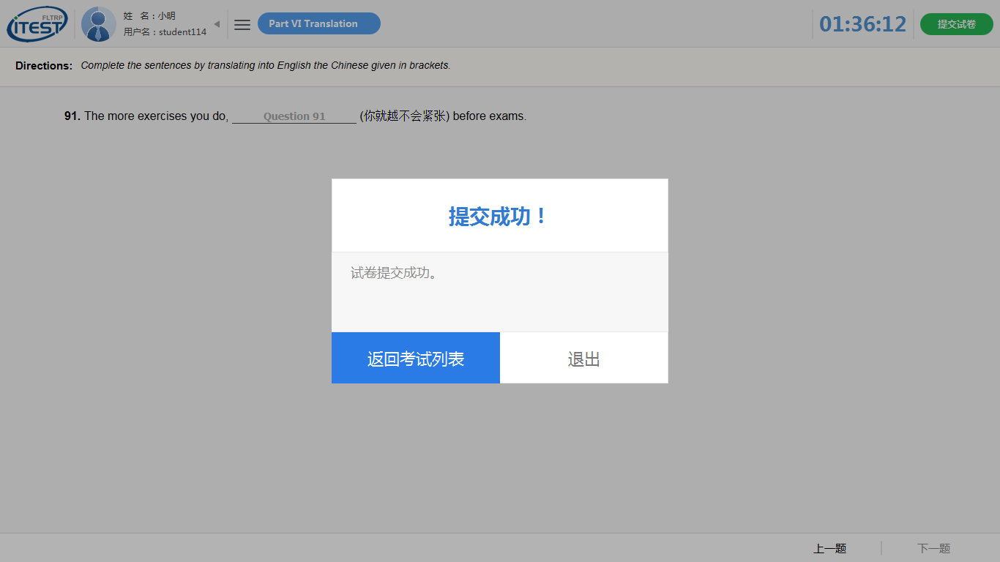 FLTRP
iTEST
姓 名：小明
用户名：student114
Part VI Translation
01:36:12
提交试卷
Directions: Complete the sentences by translating into English the Chinese given in brackets.
91. The more exercises you do, Question 91 (你就越不会紧张) before exams.
提交成功！
试卷提交成功。
返回考试列表
退出
上一题
下一题